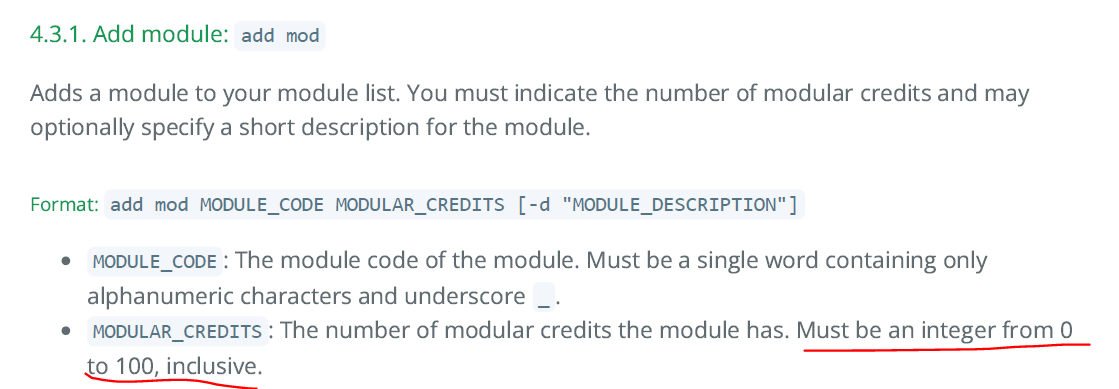 4.3.1. Add module: add mod
Adds a module to your module list. You must indicate the number of modular credits and may
optionally specify a short description for the module.
Format: add mod MODULE_CODE MODULAR_CREDITS [-d "MODULE_DESCRIPTION"]
• MODULE_CODE: The module code of the module. Must be a single word containing only
alphanumeric characters and underscore _.
• MODULAR_CREDITS: The number of modular credits the module has. Must be an integer from 0
to 100, inclusive.